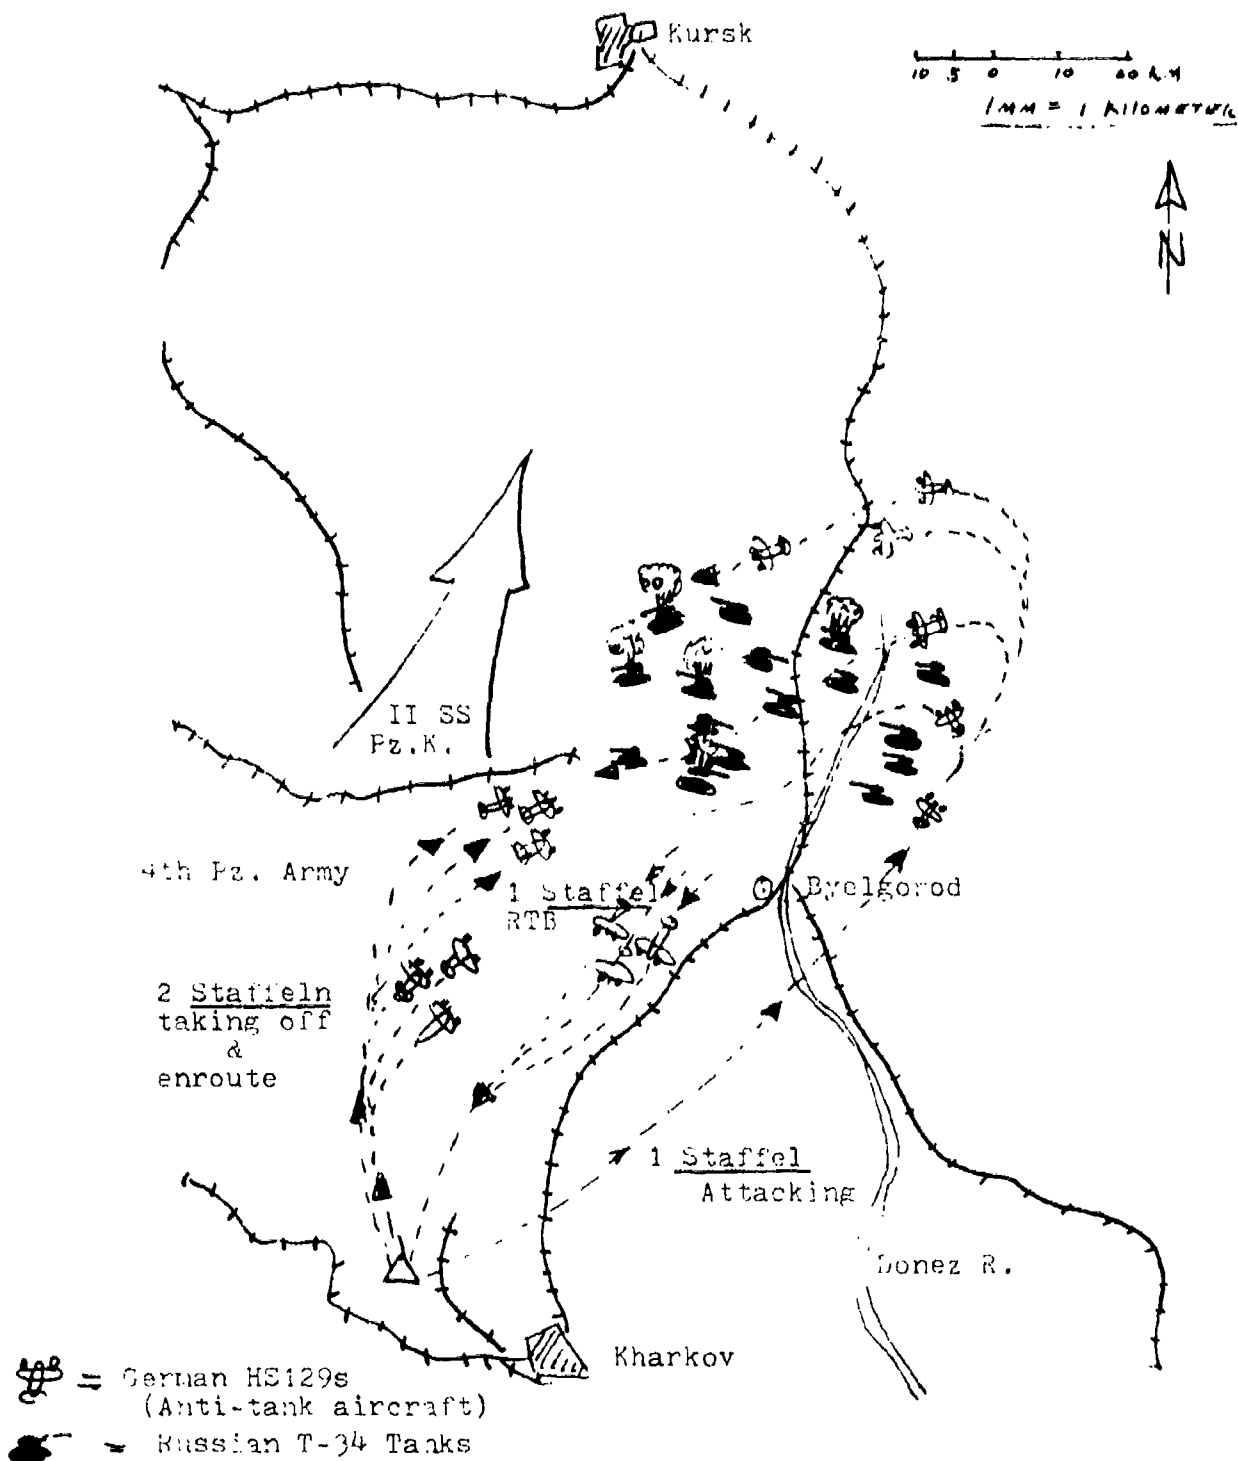 Kursk
10 5 0 10 20 K.M
1MM = 1 KILOMETER
N
II SS
Pz.K.
4th Pz. Army
1 Staffel
RTB
Byelgorod
2 Staffeln
taking off
&
enroute
1 Staffel
Attacking
Donez R.
Kharkov
= German HS129s
(Anti-tank aircraft)
= Russian T-34 Tanks